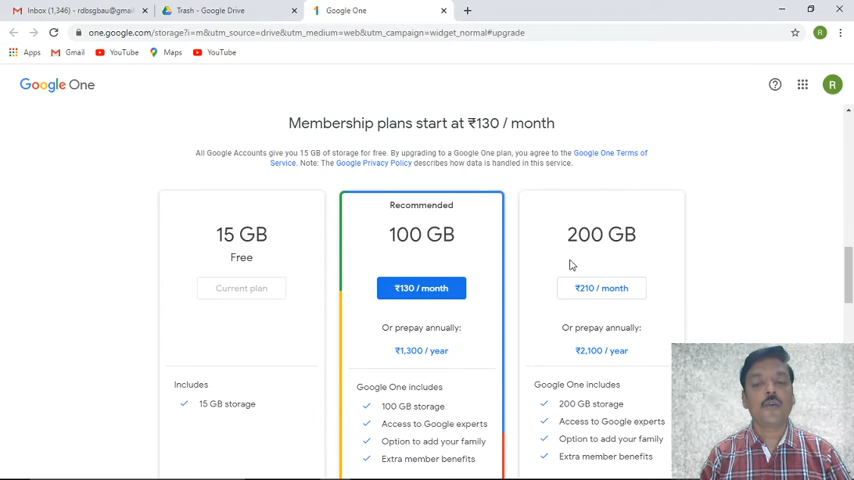 Inbox (1,346) - rdbsgbau@gmail
Trash - Google Drive
Google One
one.google.com/storage?i=m&utm_source=drive&utm_medium=web&utm_campaign=widget_normal#upgrade
R
Apps
Gmail
YouTube
Maps
YouTube
Google One
R
Membership plans start at ₹130 / month
All Google Accounts give you 15 GB of storage for free. By upgrading to a Google One plan, you agree to the Google One Terms of
Service. Note: The Google Privacy Policy describes how data is handled in this service.
15 GB
Free
Current plan
Includes
15 GB storage
Recommended
100 GB
₹130 / month
Or prepay annually:
₹1,300 / year
Google One includes
100 GB storage
Access to Google experts
Option to add your family
Extra member benefits
200 GB
₹210 / month
Or prepay annually:
₹2,100 / year
Google One includes
200 GB storage
Access to Google experts
Option to add your family
Extra member benefits